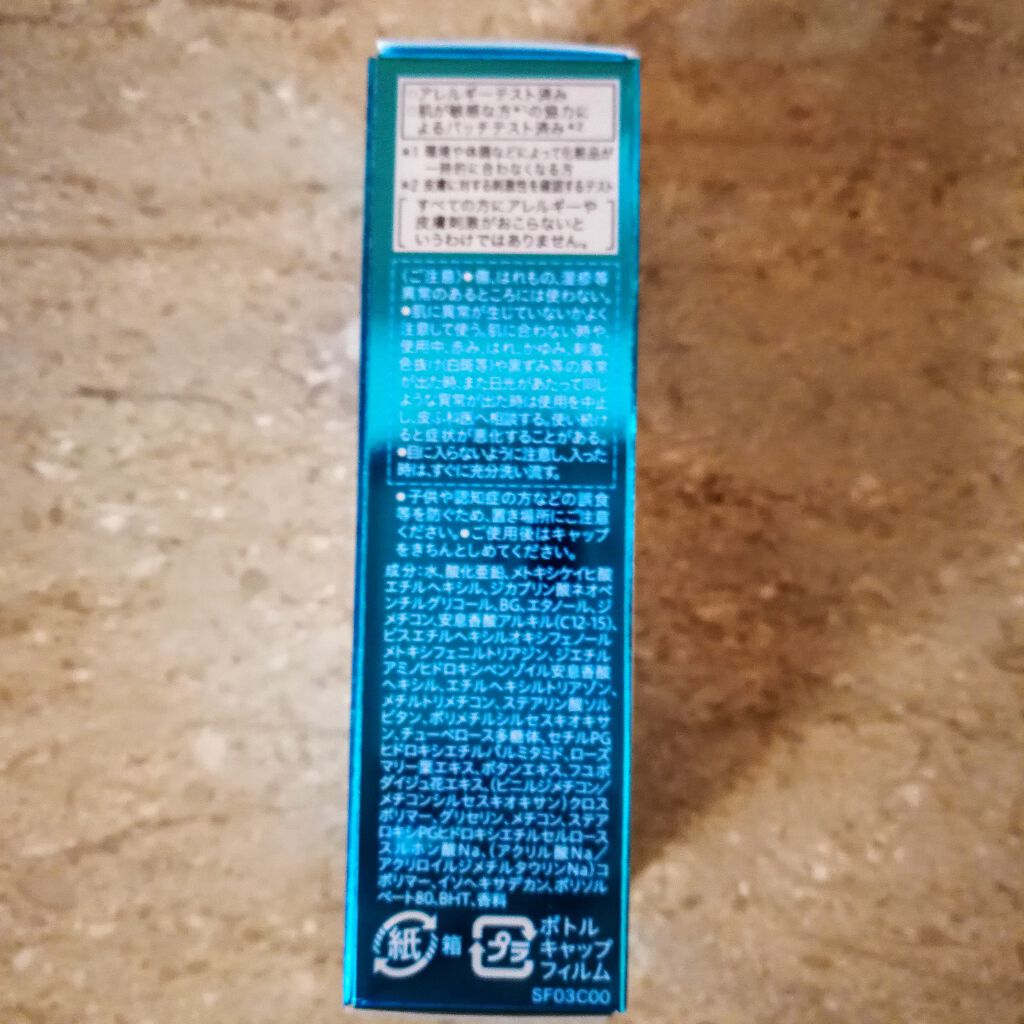 アレルギーテスト済み
肌が敏感な方*¹の協力に
よるパッチテスト済み*²
*1 環境や体調などによって化粧品が
一時的に合わなくなる方
*2 皮膚に対する刺激性を確認するテスト
すべての方にアレルギーや
皮膚刺激がおこらないと
いうわけではありません。
〈ご注意〉●傷、はれもの、湿疹等
異常のあるところには使わない。
●肌に異常が生じていないかよく
注意して使う。肌に合わない時や、
使用中、赤み、はれ、かゆみ、刺激、
色抜け(白斑等)や黒ずみ等の異常
が出た時、また日光があたって同じ
ような異常が出た時は使用を中止
し、皮ふ科医へ相談する。使い続け
ると症状が悪化することがある。
●目に入らないように注意し、入った
時は、すぐに充分洗い流す。
●子供や認知症の方などの誤食
等を防ぐため、置き場所にご注意
ください。●ご使用後はキャップ
をきちんとしめてください。
成分:水、酸化亜鉛、メトキシケイヒ酸
エチルヘキシル、ジカプリン酸ネオペ
ンチルグリコール、BG、エタノール、ジ
メチコン、安息香酸アルキル(C12-15)、
ビスエチルヘキシルオキシフェノール
メトキシフェニルトリアジン、ジエチル
アミノヒドロキシベンゾイル安息香酸
ヘキシル、エチルヘキシルトリアゾン、
メチルトリメチコン、ステアリン酸ソル
ビタン、ポリメチルシルセスキオキサ
ン、チューベロース多糖体、セチルPG
ヒドロキシエチルパルミタミド、ローズ
マリー葉エキス、ボタンエキス、フユボ
ダイジュ花エキス、(ビニルジメチコン/
メチコンシルセスキオキサン)クロス
ポリマー、グリセリン、メチコン、ステア
ロキシPGヒドロキシエチルセルロース
スルホン酸Na、(アクリル酸Na/
アクリロイルジメチルタウリンNa)コ
ポリマー、イソヘキサデカン、ポリソル
ベート80、BHT、香料
紙 箱
プラ ボトル
キャップ
フィルム
SF03C00